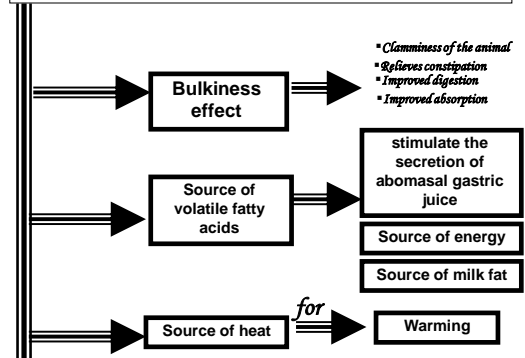 ▪ Clamminess of the animal
▪ Relieves constipation
▪ Improved digestion
▪ Improved absorption
Bulkiness
effect
stimulate the
secretion of
abomasal gastric
juice
Source of
volatile fatty
acids
Source of energy
Source of milk fat
Source of heat
for
Warming